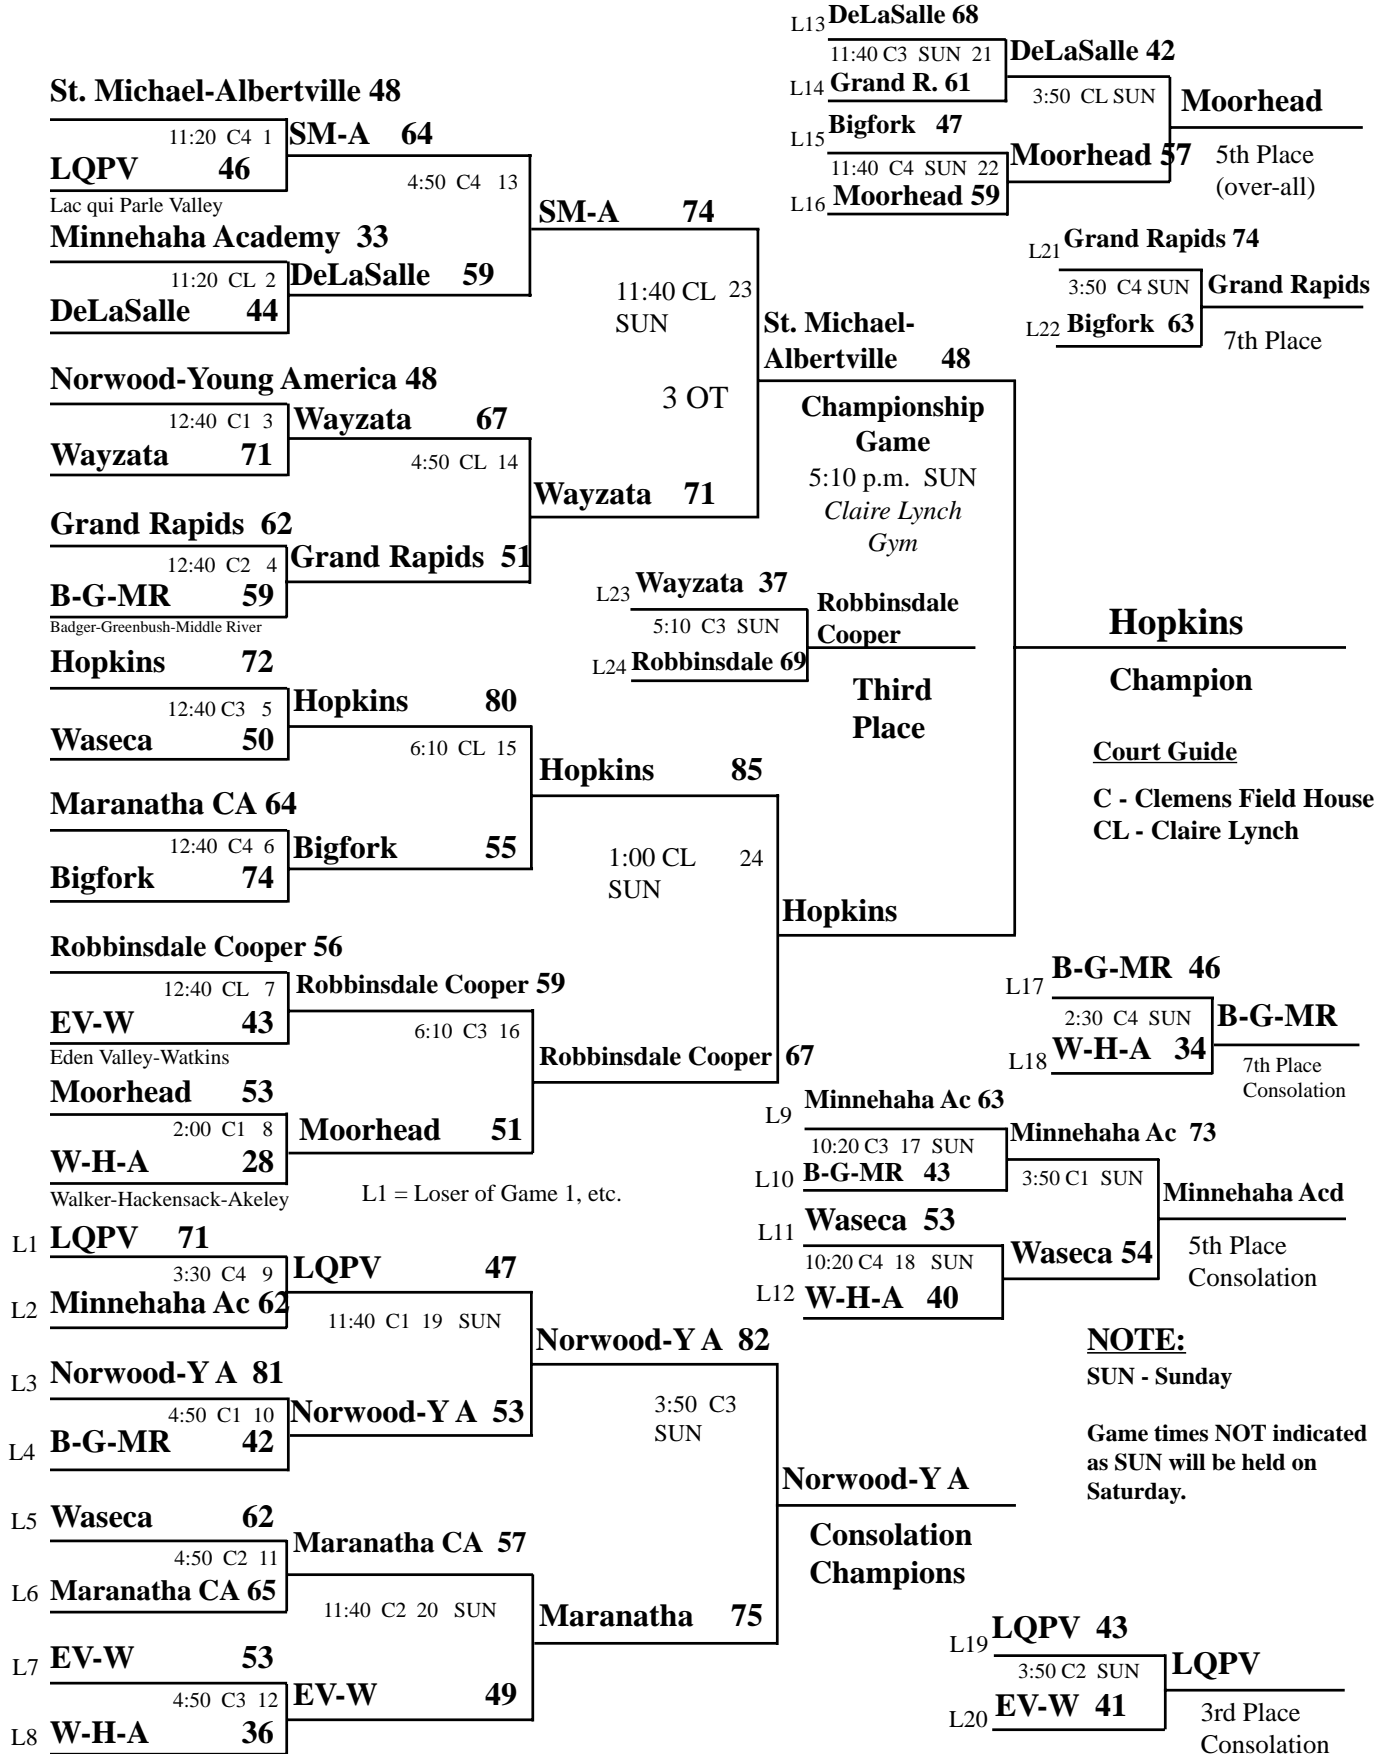 St. Michael-Albertville 48
11:20 C4 1
LQPV 46
Lac qui Parle Valley
SM-A 64
Minnehaha Academy 33
11:20 CL 2
DeLaSalle 44
DeLaSalle 59
4:50 C4 13
SM-A 74
Norwood-Young America 48
12:40 C1 3
Wayzata 71
Wayzata 67
Grand Rapids 62
12:40 C2 4
B-G-MR 59
Badger-Greenbush-Middle River
Grand Rapids 51
4:50 CL 14
Wayzata 71
11:40 CL 23
SUN
3 OT
Hopkins 72
12:40 C3 5
Waseca 50
Hopkins 80
Maranatha CA 64
12:40 C4 6
Bigfork 74
Bigfork 55
6:10 CL 15
Hopkins 85
Robbinsdale Cooper 56
12:40 CL 7
EV-W 43
Eden Valley-Watkins
Robbinsdale Cooper 59
Moorhead 53
2:00 C1 8
W-H-A 28
Walker-Hackensack-Akeley
Moorhead 51
6:10 C3 16
Robbinsdale Cooper 67
1:00 CL 24
SUN
St. Michael-
Albertville 48
Championship
Game
5:10 p.m. SUN
Claire Lynch
Gym
Hopkins
Hopkins
Champion
L23 Wayzata 37
5:10 C3 SUN
L24 Robbinsdale 69
Robbinsdale
Cooper
Third
Place
L13 DeLaSalle 68
11:40 C3 SUN 21
L14 Grand R. 61
DeLaSalle 42
L15 Bigfork 47
11:40 C4 SUN 22
L16 Moorhead 59
Moorhead 57
3:50 CL SUN
Moorhead
5th Place
(over-all)
L21 Grand Rapids 74
3:50 C4 SUN
L22 Bigfork 63
Grand Rapids
7th Place
Court Guide
C - Clemens Field House
CL - Claire Lynch
L17 B-G-MR 46
2:30 C4 SUN
L18 W-H-A 34
B-G-MR
7th Place
Consolation
L9 Minnehaha Ac 63
10:20 C3 17 SUN
L10 B-G-MR 43
Minnehaha Ac 73
L11 Waseca 53
10:20 C4 18 SUN
L12 W-H-A 40
Waseca 54
3:50 C1 SUN
Minnehaha Acd
5th Place
Consolation
L1 = Loser of Game 1, etc.
L1 LQPV 71
3:30 C4 9
L2 Minnehaha Ac 62
LQPV 47
L3 Norwood-Y A 81
4:50 C1 10
L4 B-G-MR 42
Norwood-Y A 53
11:40 C1 19 SUN
Norwood-Y A 82
L5 Waseca 62
4:50 C2 11
L6 Maranatha CA 65
Maranatha CA 57
L7 EV-W 53
4:50 C3 12
L8 W-H-A 36
EV-W 49
11:40 C2 20 SUN
Maranatha 75
3:50 C3
SUN
Norwood-Y A
Consolation
Champions
NOTE:
SUN - Sunday
Game times NOT indicated
as SUN will be held on
Saturday.
L19 LQPV 43
3:50 C2 SUN
L20 EV-W 41
LQPV
3rd Place
Consolation